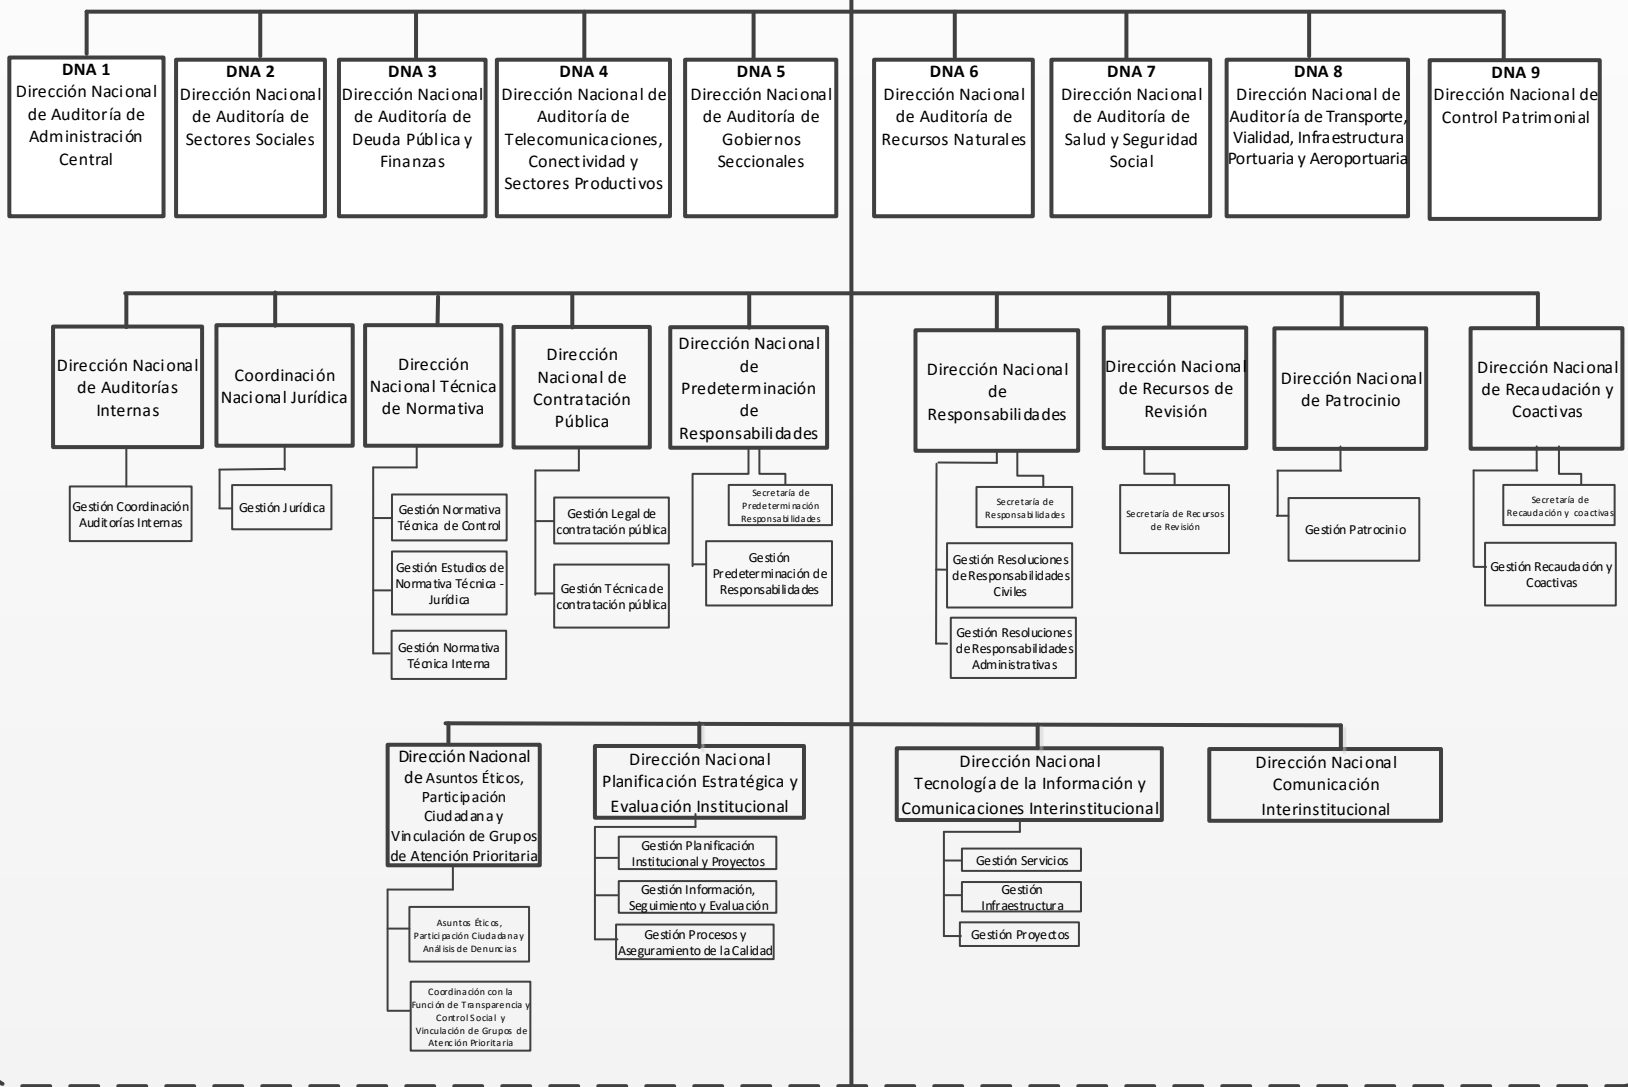 DNA 1
Dirección Nacional
de Auditoría de
Administración
Central
DNA 2
Dirección Nacional
de Auditoría de
Sectores Sociales
DNA 3
Dirección Nacional
de Auditoría de
Deuda Pública y
Finanzas
DNA 4
Dirección Nacional de
Auditoría de
Telecomunicaciones,
Conectividad y
Sectores Productivos
DNA 5
Dirección Nacional
de Auditoría de
Gobiernos
Seccionales
DNA 6
Dirección Nacional
de Auditoría de
Recursos Naturales
DNA 7
Dirección Nacional
de Auditoría de
Salud y Seguridad
Social
DNA 8
Dirección Nacional de
Auditoría de Transporte,
Vialidad, Infraestructura
Portuaria y Aeroportuaria
DNA 9
Dirección Nacional de
Control Patrimonial
Dirección Nacional
de Auditorías
Internas
Coordinación
Nacional Jurídica
Dirección
Nacional Técnica
de Normativa
Dirección
Nacional de
Contratación
Pública
Dirección Nacional
de
Predeterminación
de
Responsabilidades
Dirección Nacional
de
Responsabilidades
Dirección Nacional
de Recursos de
Revisión
Dirección Nacional
de Patrocinio
Dirección Nacional
de Recaudación y
Coactivas
Gestión Coordinación
Auditorías Internas
Gestión Jurídica
Gestión Normativa
Técnica de Control
Gestión Estudios de
Normativa Técnica -
Jurídica
Gestión Normativa
Técnica Interna
Gestión Legal de
contratación pública
Gestión Técnica de
contratación pública
Secretaría de
Predeterminación
Responsabilidades
Gestión
Predeterminación de
Responsabilidades
Secretaría de
Responsabilidades
Gestión Resoluciones
de Responsabilidades
Civiles
Gestión Resoluciones
de Responsabilidades
Administrativas
Secretaría de Recursos
de Revisión
Gestión Patrocinio
Secretaría de
Recaudación y coactivas
Gestión Recaudación y
Coactivas
Dirección Nacional
de Asuntos Éticos,
Participación
Ciudadana y
Vinculación de Grupos
de Atención Prioritaria
Dirección Nacional
Planificación Estratégica y
Evaluación Institucional
Dirección Nacional
Tecnología de la Información y
Comunicaciones Interinstitucional
Dirección Nacional
Comunicación
Interinstitucional
Asuntos Éticos,
Participación Ciudadana y
Análisis de Denuncias
Coordinación con la
Función de Transparencia y
Control Social y
Vinculación de Grupos de
Atención Prioritaria
Gestión Planificación
Institucional y Proyectos
Gestión Información,
Seguimiento y Evaluación
Gestión Procesos y
Aseguramiento de la Calidad
Gestión Servicios
Gestión
Infraestructura
Gestión Proyectos